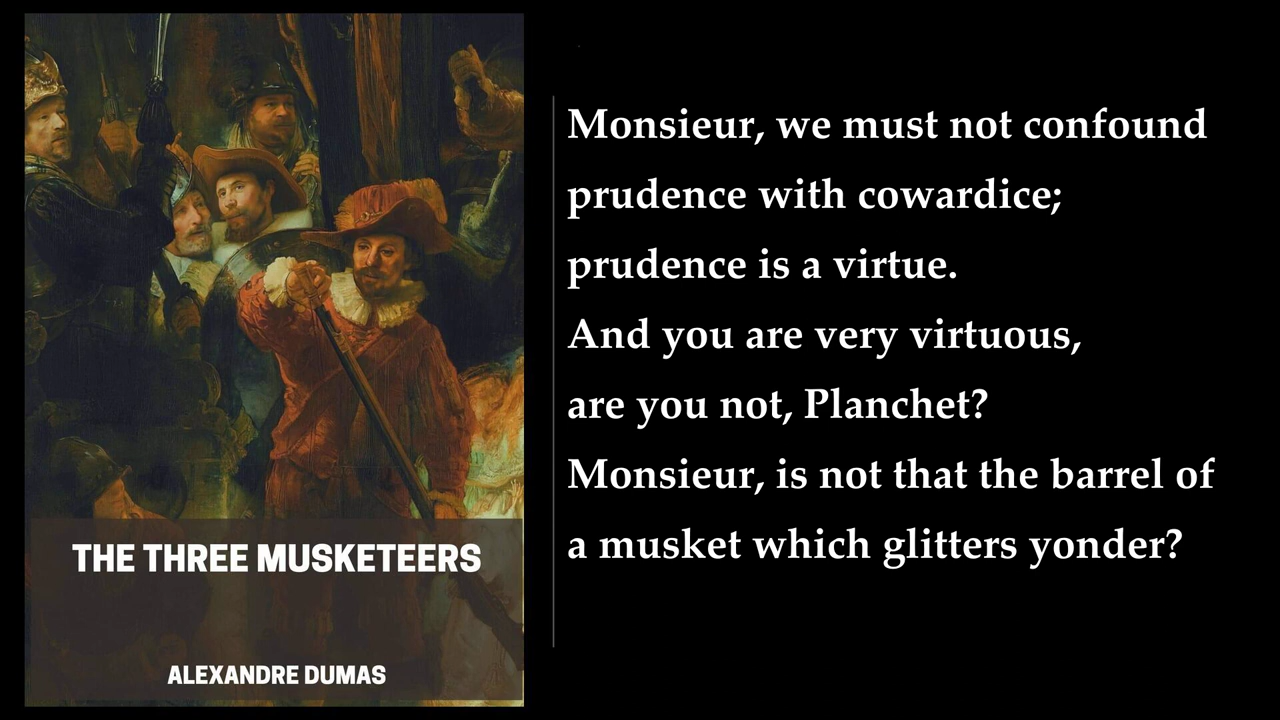 THE THREE MUSKETEERS
ALEXANDRE DUMAS
Monsieur, we must not confound
prudence with cowardice;
prudence is a virtue.
And you are very virtuous,
are you not, Planchet?
Monsieur, is not that the barrel of
a musket which glitters yonder?